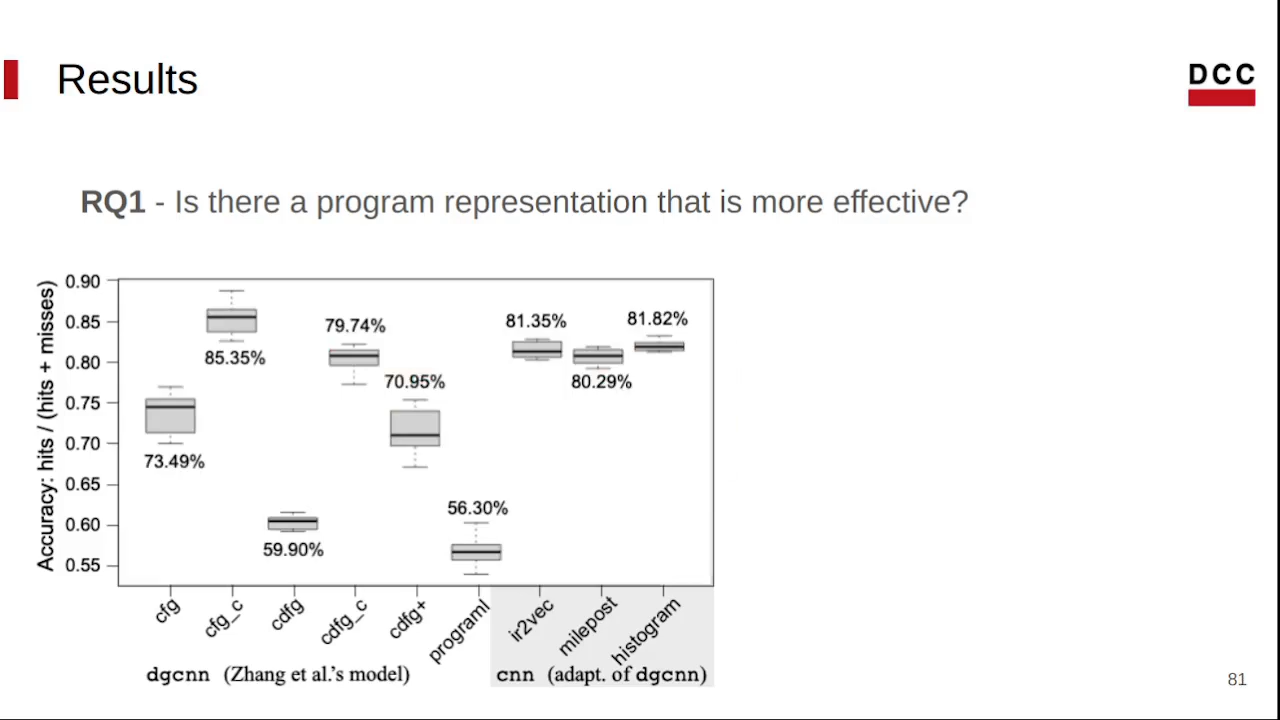 Results
DCC
RQ1 - Is there a program representation that is more effective?
Accuracy: hits / (hits + misses)
0.90
0.85
0.80
0.75
0.70
0.65
0.60
0.55
73.49%
85.35%
59.90%
79.74%
70.95%
56.30%
81.35%
80.29%
81.82%
cfg
cfg_c
cdfg
cdfg_c
cdfg+
programl
ir2vec
milepost
histogram
dgcnn (Zhang et al.'s model)
cnn (adapt. of dgcnn)
81